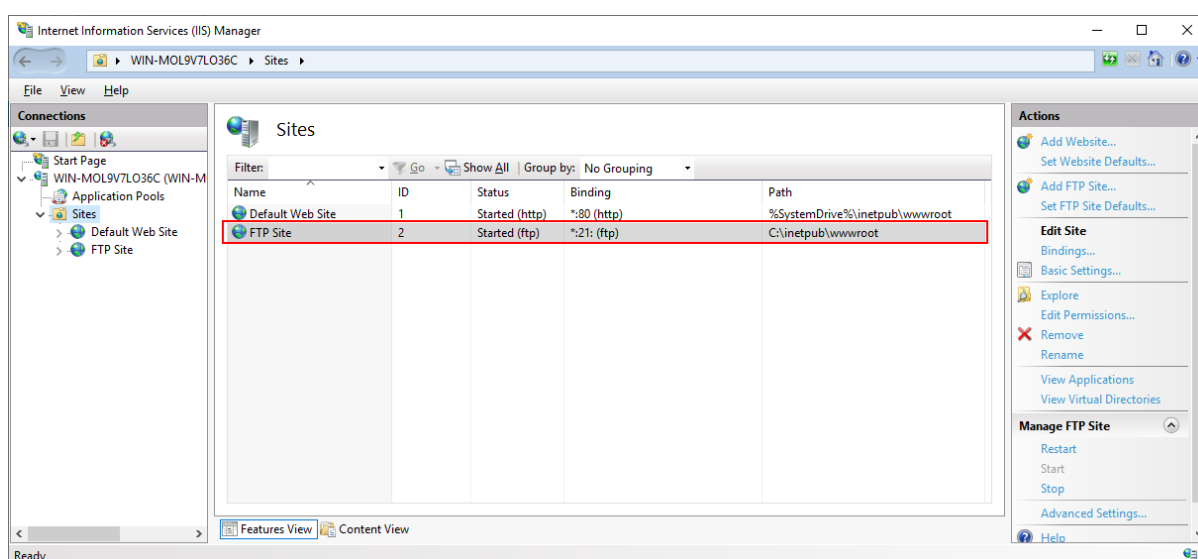 Internet Information Services (IIS) Manager
WIN-MOL9V7LO36C Sites
File View Help
Connections
Start Page
WIN-MOL9V7LO36C (WIN-M
Application Pools
Sites
Default Web Site
FTP Site
Sites
Filter: Go Show All Group by: No Grouping
Name ID Status Binding Path
Default Web Site 1 Started (http) *:80 (http) %SystemDrive%\inetpub\wwwroot
FTP Site 2 Started (ftp) *:21: (ftp) C:\inetpub\wwwroot
Features View Content View
Actions
Add Website...
Set Website Defaults...
Add FTP Site...
Set FTP Site Defaults...
Edit Site
Bindings...
Basic Settings...
Explore
Edit Permissions...
Remove
Rename
View Applications
View Virtual Directories
Manage FTP Site
Restart
Start
Stop
Advanced Settings...
Help
Ready